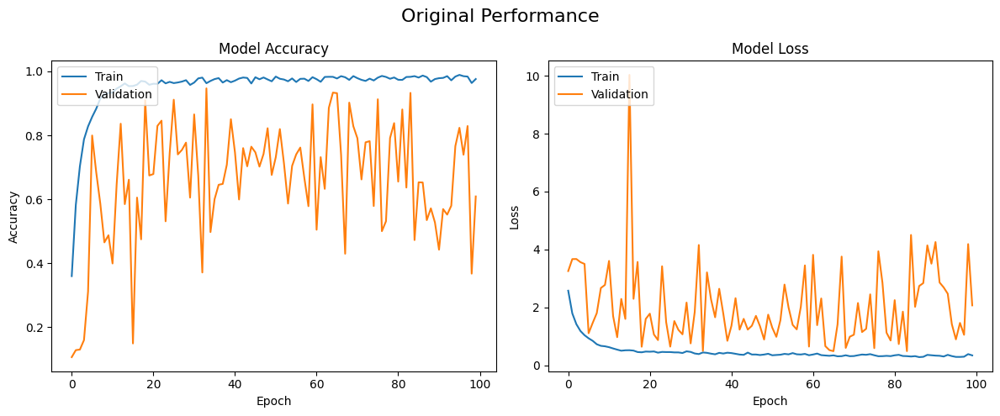 Original Performance
Model Accuracy
Train
Validation
1.0
0.8
0.6
0.4
0.2
Accuracy
0 20 40 60 80 100
Epoch
Model Loss
Train
Validation
10
8
6
4
2
0
Loss
0 20 40 60 80 100
Epoch